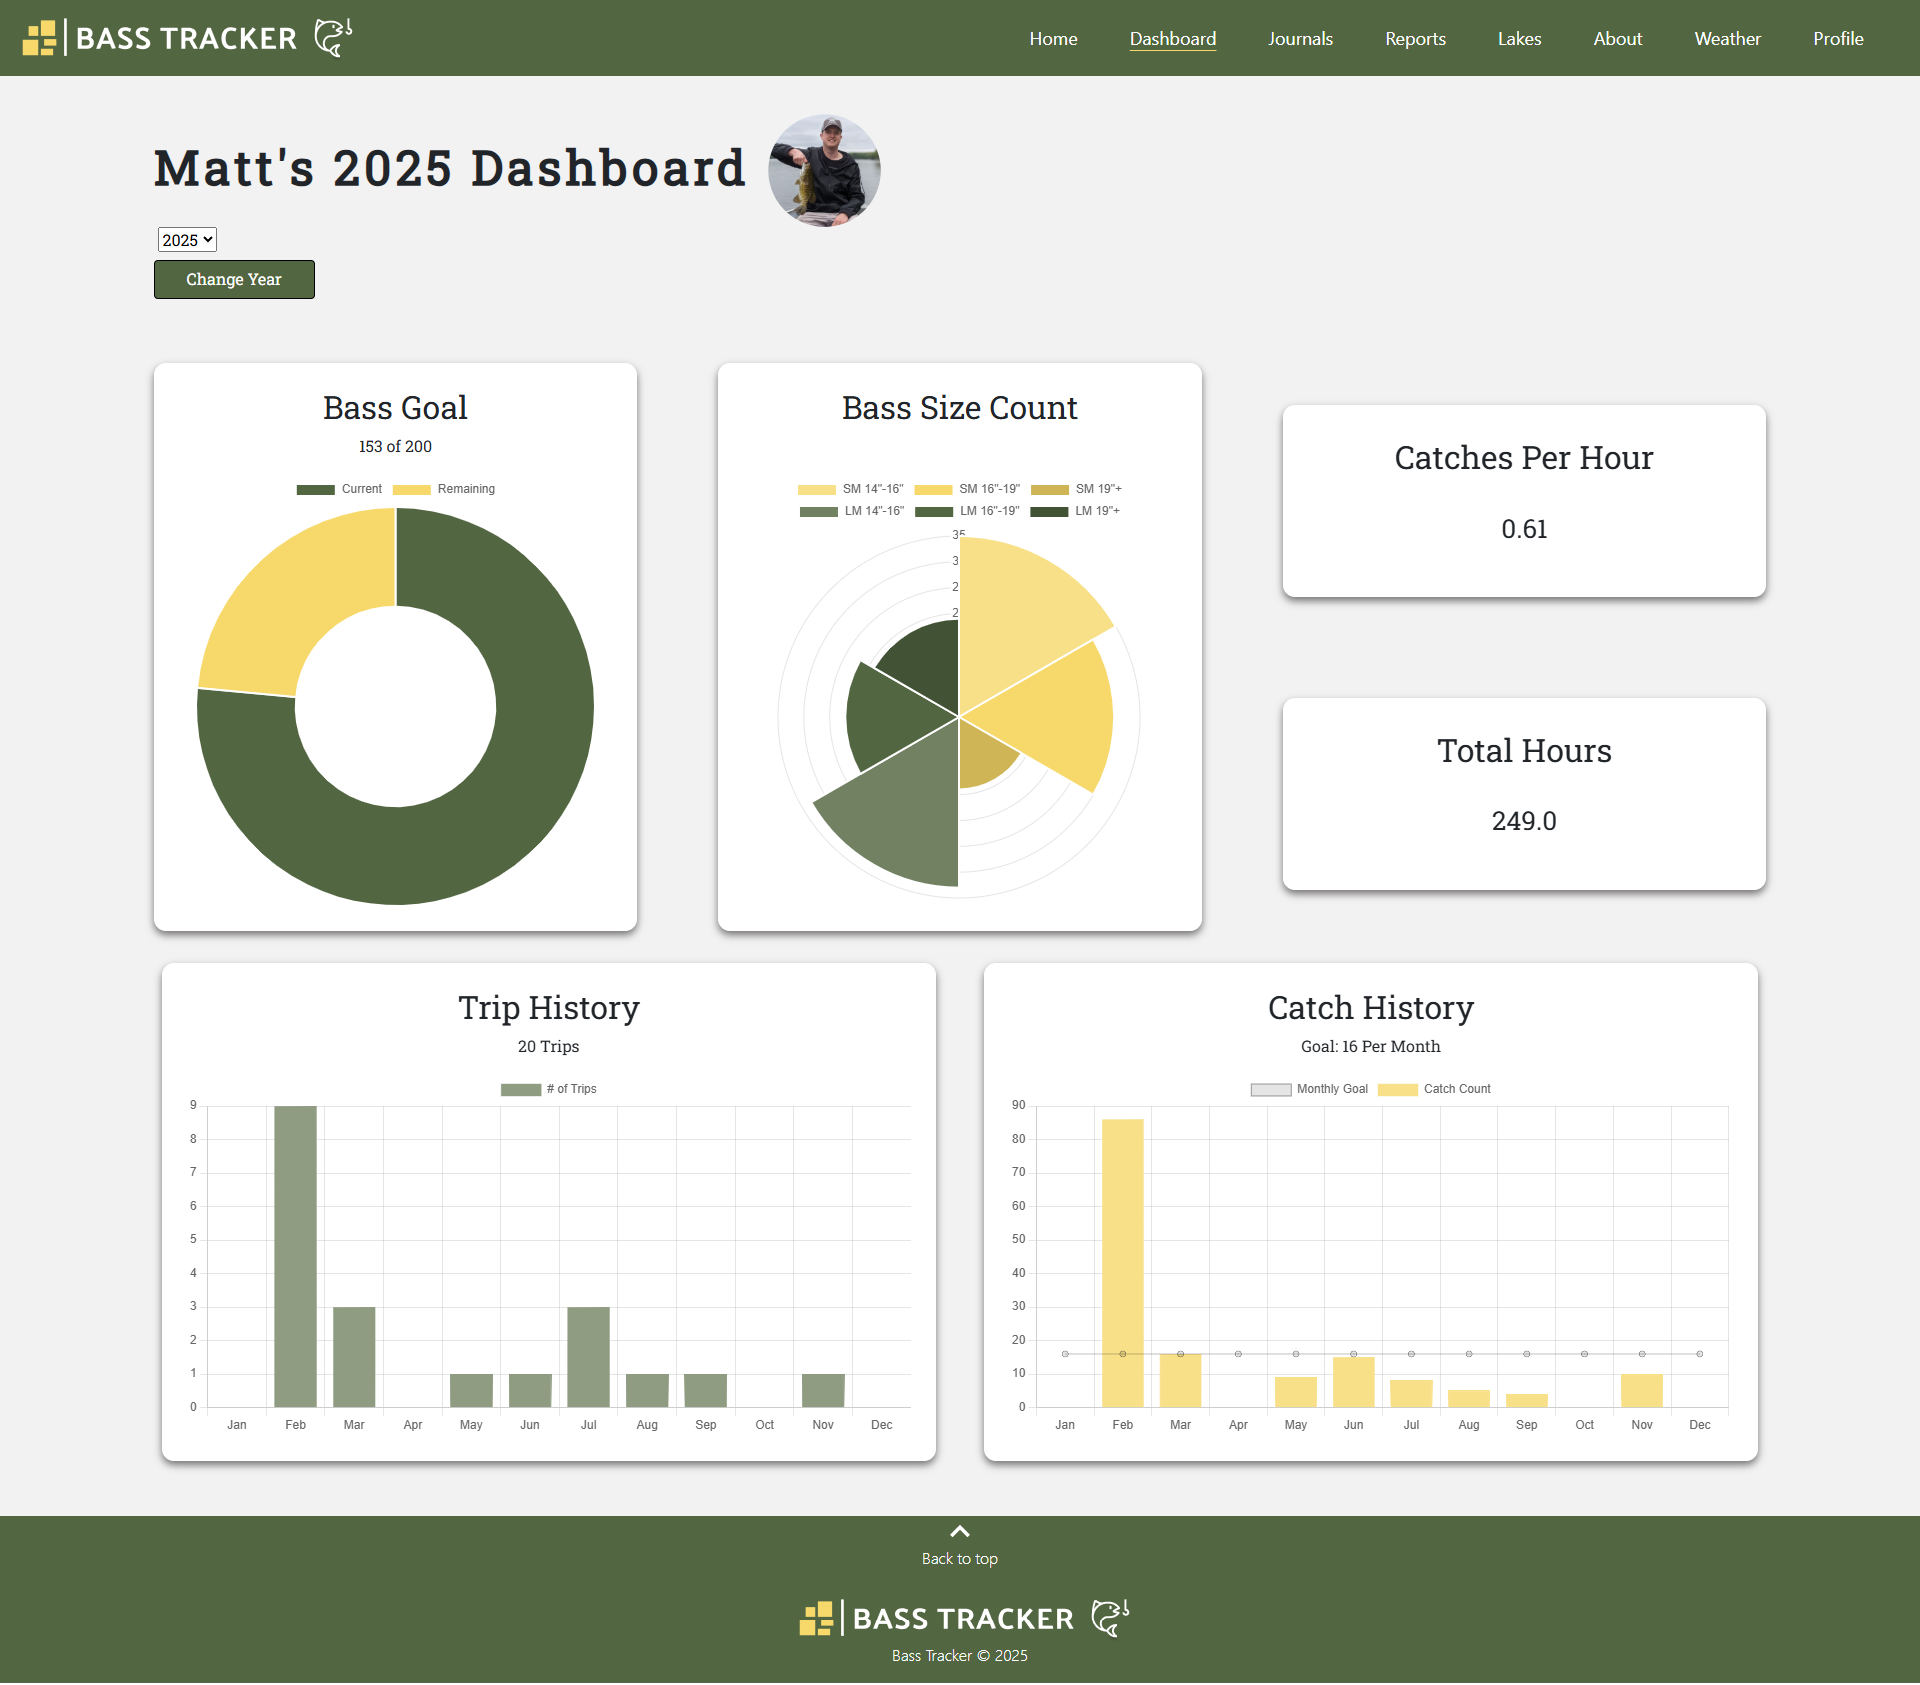 BASS TRACKER
Home Dashboard Journals Reports Lakes About Weather Profile
Matt's 2025 Dashboard
2025
Change Year
Bass Goal
153 of 200
Current Remaining
Bass Size Count
SM 14"-16" SM 16"-19" SM 19"+
LM 14"-16" LM 16"-19" LM 19"+
35
3
2
2
Catches Per Hour
0.61
Total Hours
249.0
Trip History
20 Trips
# of Trips
9
8
7
6
5
4
3
2
1
0
Jan Feb Mar Apr May Jun Jul Aug Sep Oct Nov Dec
Catch History
Goal: 16 Per Month
Monthly Goal Catch Count
90
80
70
60
50
40
30
20
10
0
Jan Feb Mar Apr May Jun Jul Aug Sep Oct Nov Dec
Back to top
BASS TRACKER
Bass Tracker © 2025